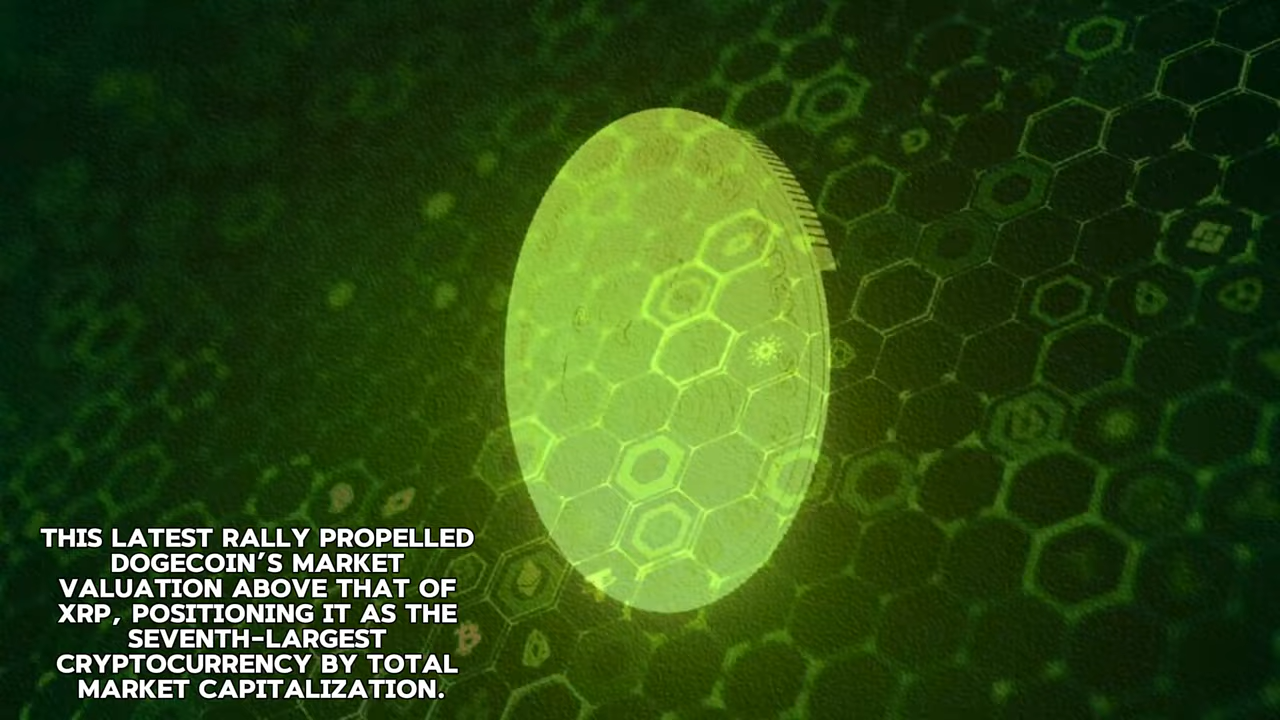 THIS LATEST RALLY PROPELLED
DOGECOIN'S MARKET
VALUATION ABOVE THAT OF
XRP, POSITIONING IT AS THE
SEVENTH-LARGEST
CRYPTOCURRENCY BY TOTAL
MARKET CAPITALIZATION.